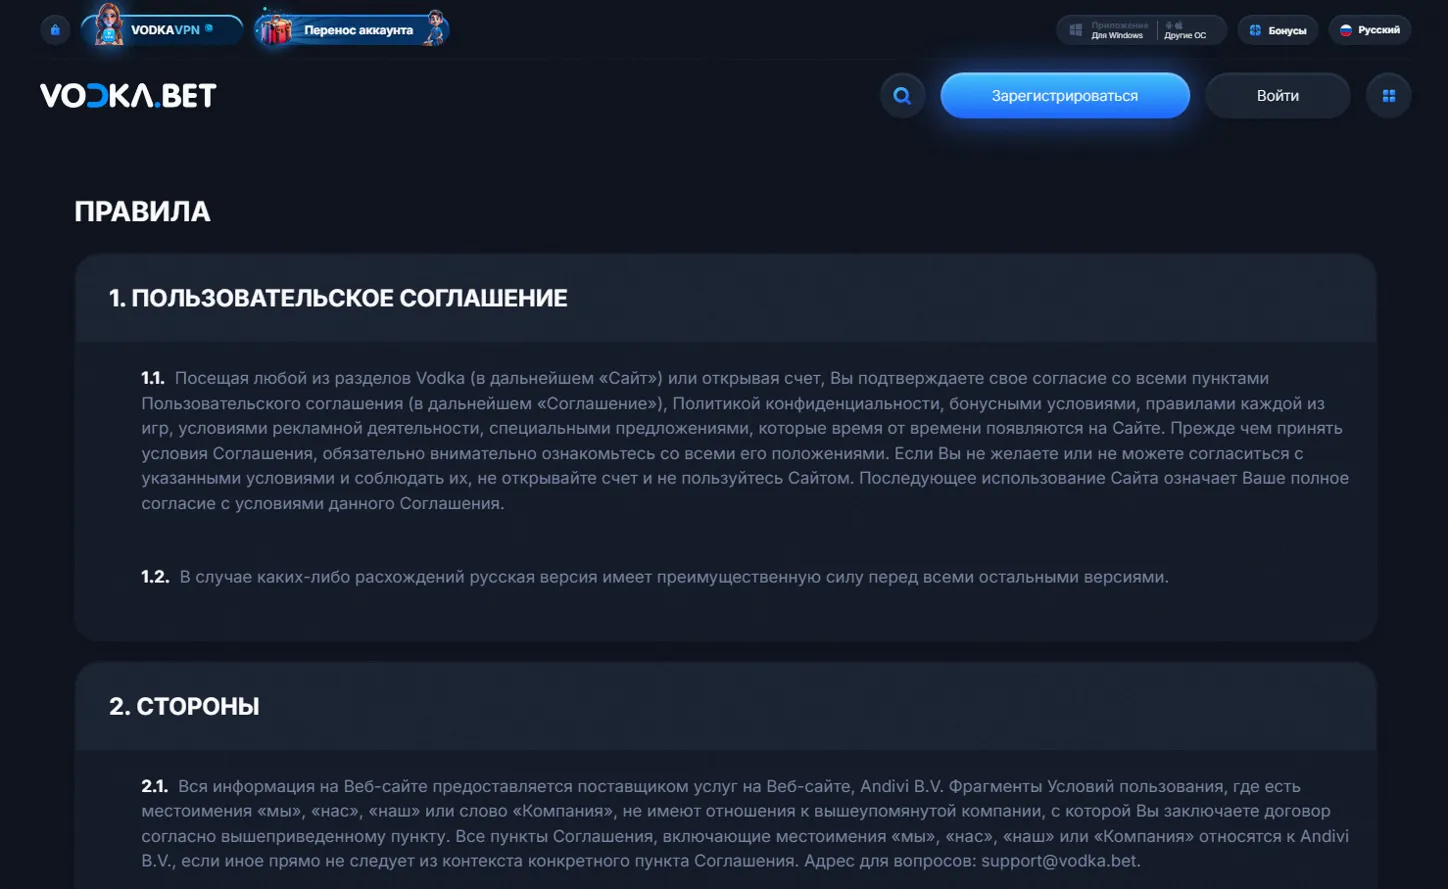 VODKAVPN
Перенос аккаунта
Приложение
Для Windows
Другие ОС
Бонусы
Русский
VODKA.BET
Зарегистрироваться
Войти
ПРАВИЛА
1. ПОЛЬЗОВАТЕЛЬСКОЕ СОГЛАШЕНИЕ
1.1. Посещая любой из разделов Vodka (в дальнейшем «Сайт») или открывая счет, Вы подтверждаете свое согласие со всеми пунктами
Пользовательского соглашения (в дальнейшем «Соглашение»), Политикой конфиденциальности, бонусными условиями, правилами каждой из
игр, условиями рекламной деятельности, специальными предложениями, которые время от времени появляются на Сайте. Прежде чем принять
условия Соглашения, обязательно внимательно ознакомьтесь со всеми его положениями. Если Вы не желаете или не можете согласиться с
указанными условиями и соблюдать их, не открывайте счет и не пользуйтесь Сайтом. Последующее использование Сайта означает Ваше полное
согласие с условиями данного Соглашения.
1.2. В случае каких-либо расхождений русская версия имеет преимущественную силу перед всеми остальными версиями.
2. СТОРОНЫ
2.1. Вся информация на Веб-сайте предоставляется поставщиком услуг на Веб-сайте, Andivi B.V. Фрагменты Условий пользования, где есть
местоимения «мы», «нас», «наш» или слово «Компания», не имеют отношения к вышеупомянутой компании, с которой Вы заключаете договор
согласно вышеприведенному пункту. Все пункты Соглашения, включающие местоимения «мы», «нас», «наш» или «Компания» относятся к Andivi
B.V., если иное прямо не следует из контекста конкретного пункта Соглашения. Адрес для вопросов: support@vodka.bet.